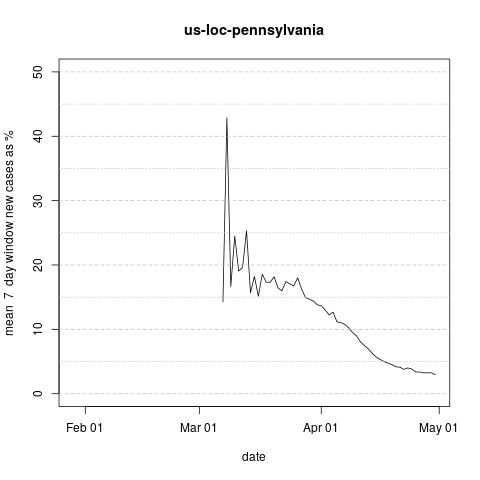 us-loc-pennsylvania
mean 7 day window new cases as %
50
40
30
20
10
0
Feb 01
Mar 01
Apr 01
May 01
date